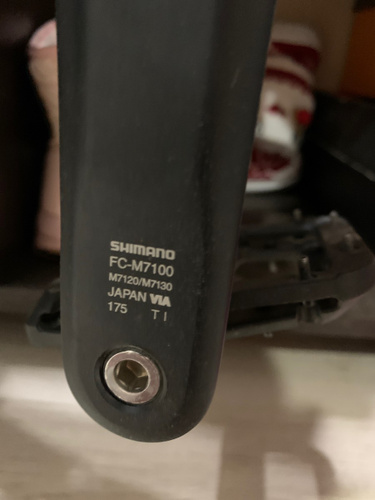 SHIMANO
FC-M7100
M7120/M7130
JAPAN VIA
175 T I